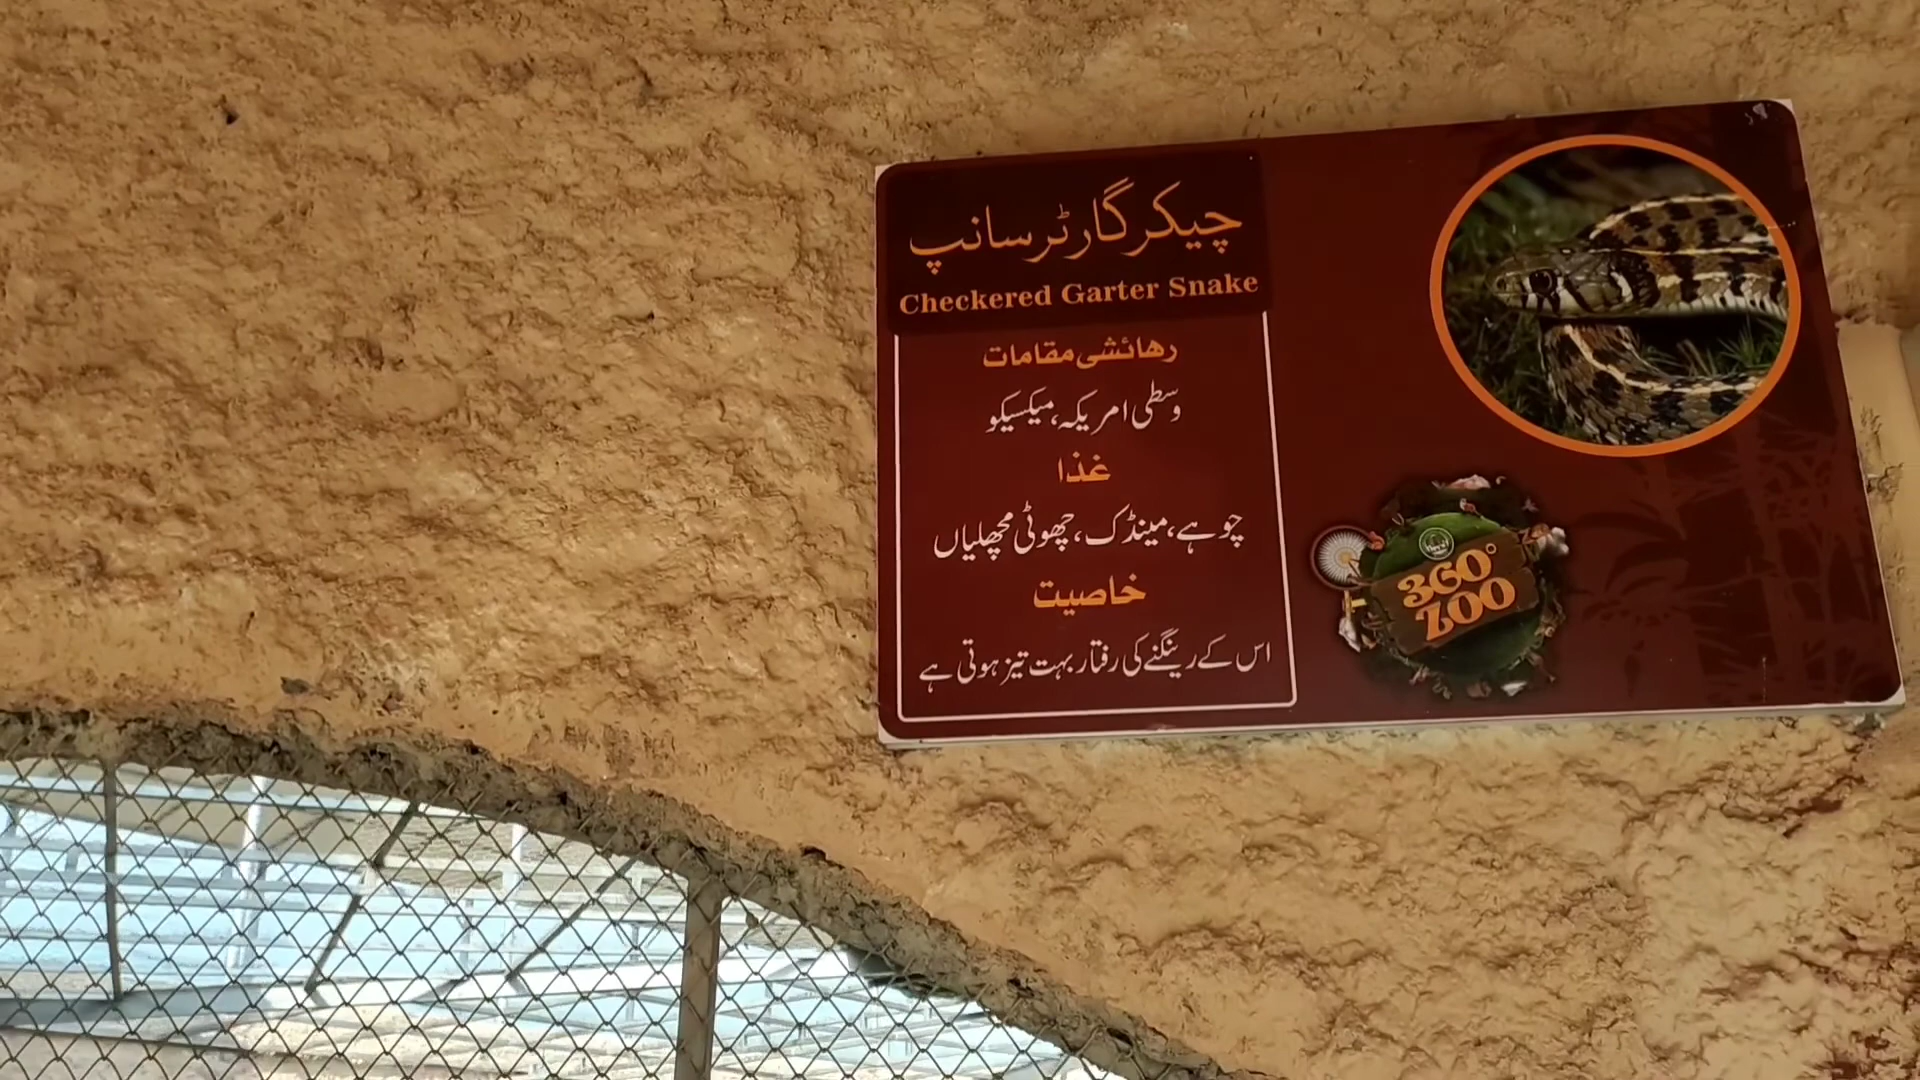 چیکر گارٹر سانپ
Checkered Garter Snake
رهائشی مقامات
وسطی امریکہ، میکسیکو
غذا
چوہے، مینڈک، چھوٹی مچھلیاں
خاصیت
اس کے رینگنے کی رفتار بہت تیز ہوتی ہے
360°
ZOO